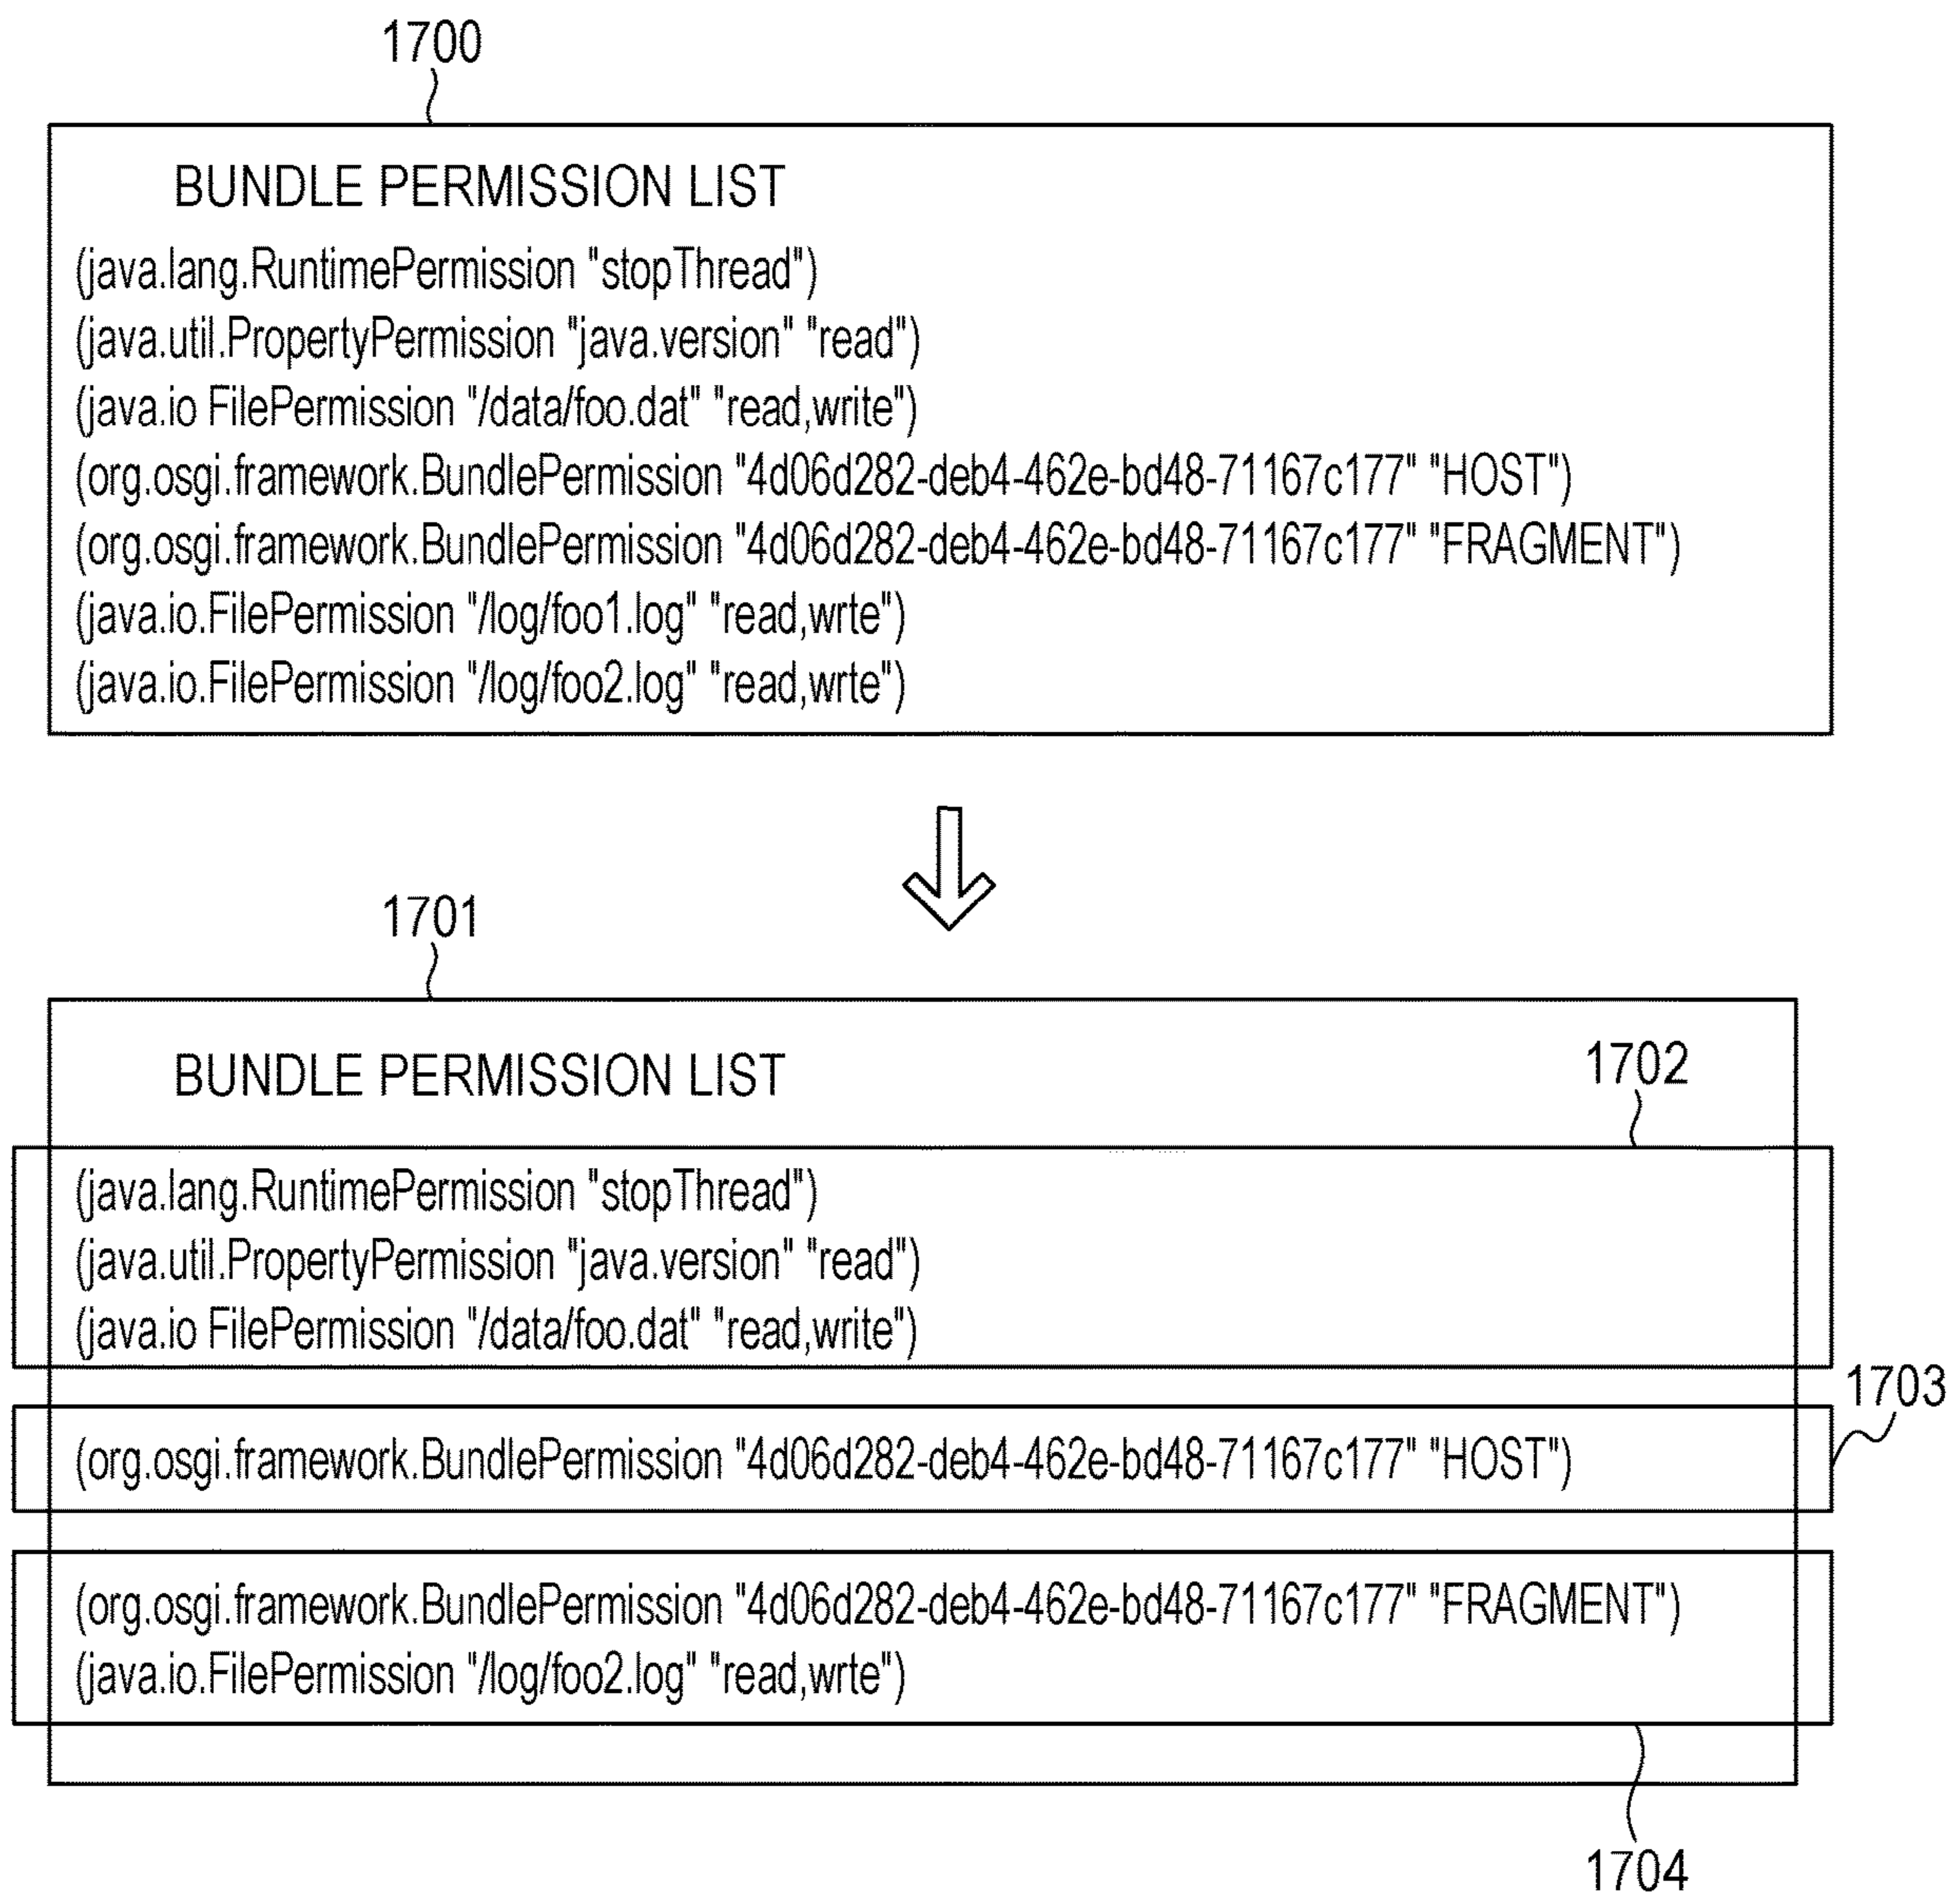 1700
BUNDLE PERMISSION LIST
(java.lang.RuntimePermission "stopThread")
(java.util.PropertyPermission "java.version" "read")
(java.io FilePermission "/data/foo.dat" "read,write")
(org.osgi.framework.BundlePermission "4d06d282-deb4-462e-bd48-71167c177" "HOST")
(org.osgi.framework.BundlePermission "4d06d282-deb4-462e-bd48-71167c177" "FRAGMENT")
(java.io.FilePermission "/log/foo1.log" "read,wrte")
(java.io.FilePermission "/log/foo2.log" "read,wrte")
1701
BUNDLE PERMISSION LIST
1702
(java.lang.RuntimePermission "stopThread")
(java.util.PropertyPermission "java.version" "read")
(java.io FilePermission "/data/foo.dat" "read,write")
1703
(org.osgi.framework.BundlePermission "4d06d282-deb4-462e-bd48-71167c177" "HOST")
(org.osgi.framework.BundlePermission "4d06d282-deb4-462e-bd48-71167c177" "FRAGMENT")
(java.io.FilePermission "/log/foo2.log" "read,wrte")
1704